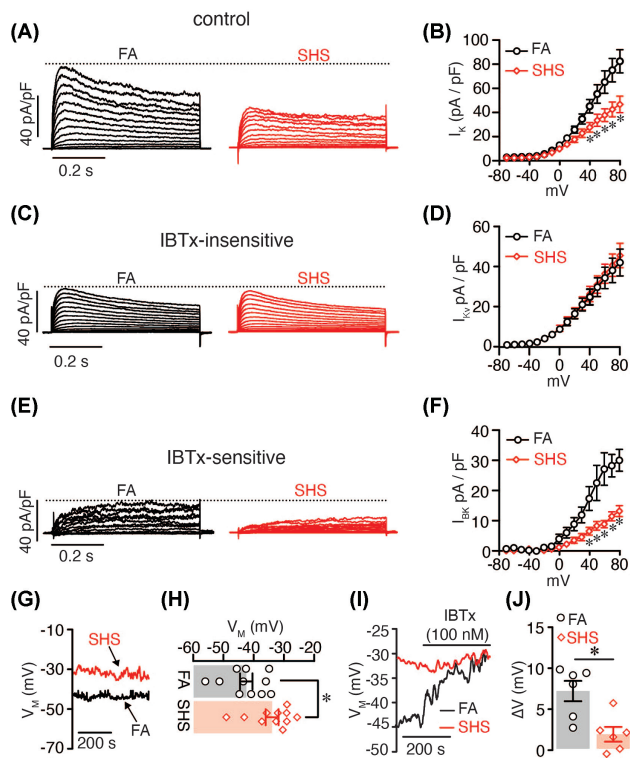 control
(A)
FA
SHS
40 pA/pF
0.2 s
(B)
FA
SHS
I_K (pA / pF)
100
80
60
40
20
0
-80 -40 0 40 80
mV
* * * * *
(C)
IBTx-insensitive
FA
SHS
40 pA/pF
0.2 s
(D)
FA
SHS
I_Kv pA / pF
60
40
20
0
-80 -40 0 40 80
mV
(E)
IBTx-sensitive
FA
SHS
40 pA/pF
0.2 s
(F)
FA
SHS
I_BK pA / pF
40
30
20
10
0
-80 -40 0 40 80
mV
* * * * *
(G)
V_M (mV)
-10
-30
-50
-70
SHS
FA
200 s
(H)
V_M (mV)
-60 -50 -40 -30 -20
FA
SHS
*
(I)
IBTx
(100 nM)
V_M (mV)
-25
-30
-35
-40
-45
-50
FA
SHS
200 s
(J)
FA
SHS
*
ΔV (mV)
15
10
5
0